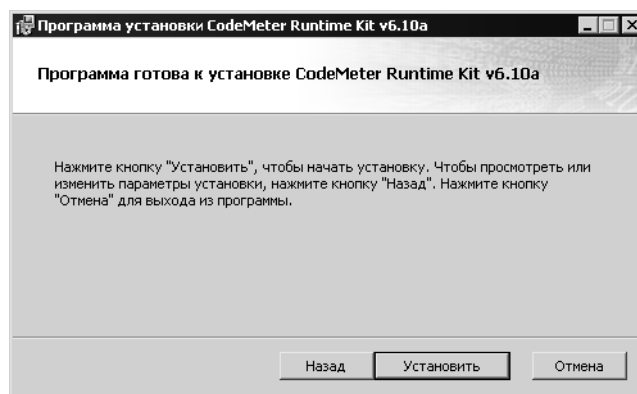 Программа установки CodeMeter Runtime Kit v6.10a
Программа готова к установке CodeMeter Runtime Kit v6.10a
Нажмите кнопку "Установить", чтобы начать установку. Чтобы просмотреть или
изменить параметры установки, нажмите кнопку "Назад". Нажмите кнопку
"Отмена" для выхода из программы.
Назад Установить Отмена